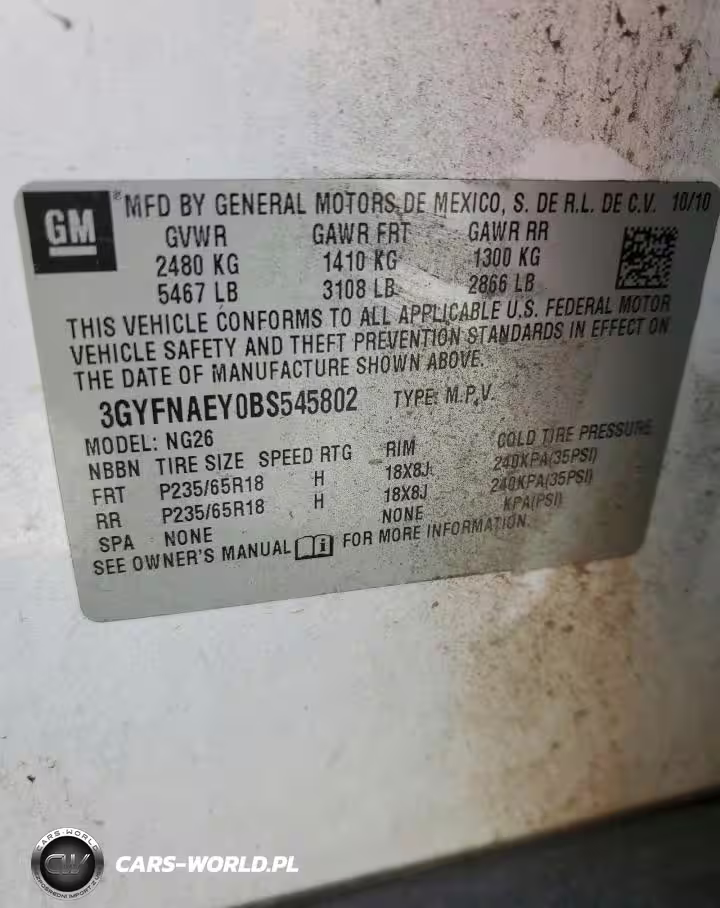 GM
® MFD BY GENERAL MOTORS DE MEXICO, S. DE R.L. DE C.V. 10/10
GVWR GAWR FRT GAWR RR
2480 KG 1410 KG 1300 KG
5467 LB 3108 LB 2866 LB
THIS VEHICLE CONFORMS TO ALL APPLICABLE U.S. FEDERAL MOTOR
VEHICLE SAFETY AND THEFT PREVENTION STANDARDS IN EFFECT ON
THE DATE OF MANUFACTURE SHOWN ABOVE.
3GYFNAEY0BS545802 TYPE: M.P.V.
MODEL: NG26
NBBN TIRE SIZE SPEED RTG RIM COLD TIRE PRESSURE
FRT P235/65R18 H 18X8J 240KPA(35PSI)
RR P235/65R18 H 18X8J 240KPA(35PSI)
SPA NONE NONE KPA(PSI)
SEE OWNER'S MANUAL FOR MORE INFORMATION.
CARS-WORLD
CW
CARS-WORLD.PL